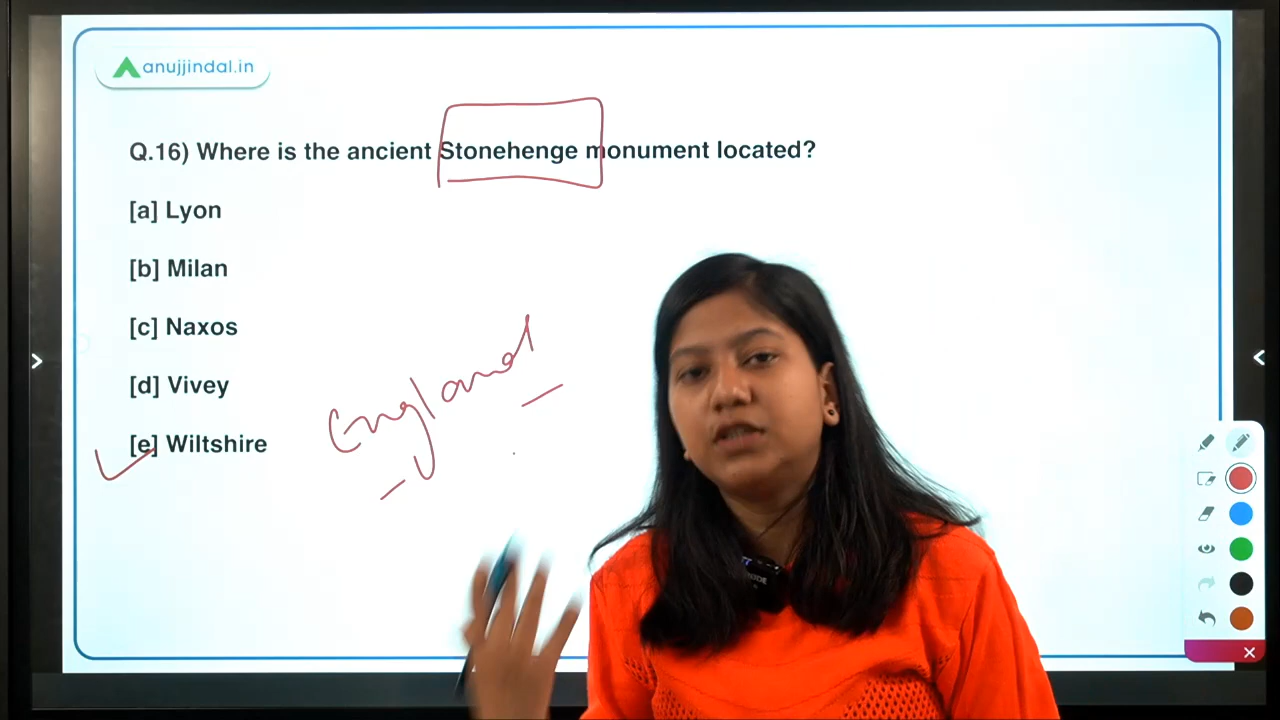 anujjindal.in
Q.16) Where is the ancient Stonehenge monument located?
[a] Lyon
[b] Milan
[c] Naxos
[d] Vivey
[e] Wiltshire
England